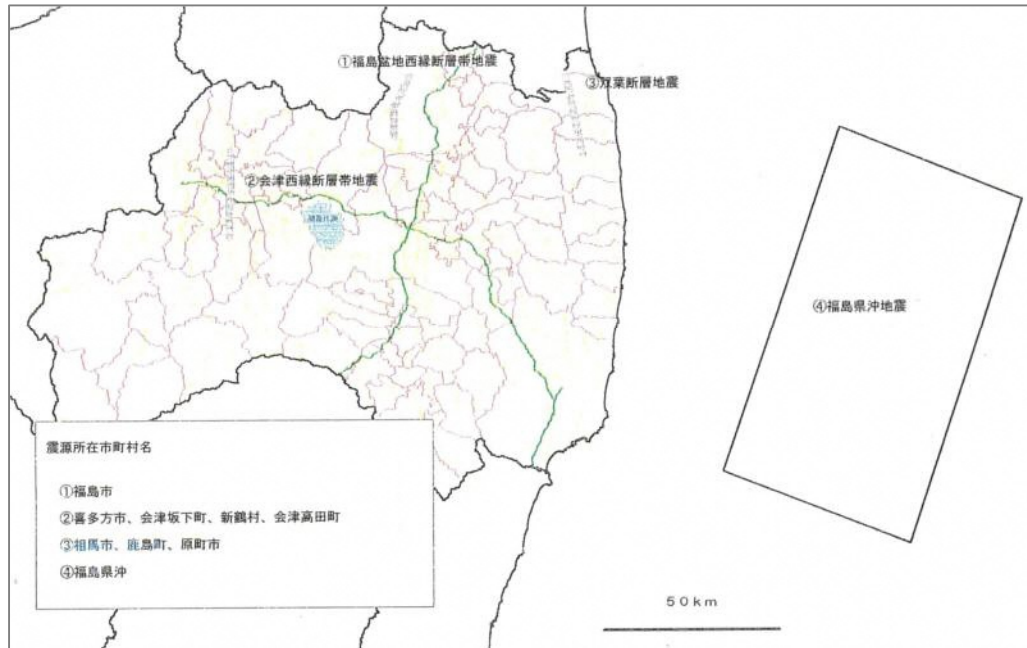 ①福島盆地西縁断層帯地震
③双葉断層地震
②会津西縁断層帯地震
猪苗代湖
④福島県沖地震
震源所在市町村名
①福島市
②喜多方市、会津坂下町、新鶴村、会津高田町
③相馬市、鹿島町、原町市
④福島県沖
50km